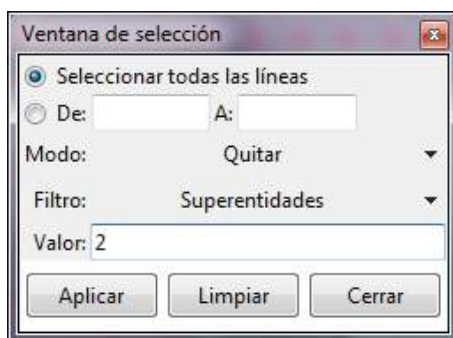 Ventana de selección
Seleccionar todas las líneas
De: A:
Modo: Quitar
Filtro: Superentidades
Valor: 2
Aplicar Limpiar Cerrar